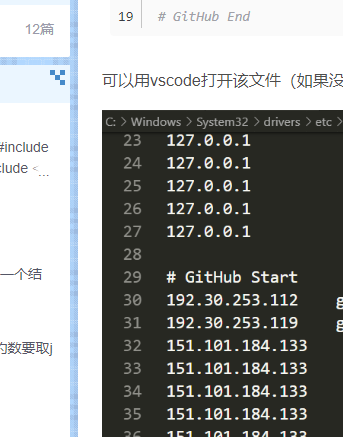 12篇
#include
clude <...
一个结
的数要取j
19 # GitHub End
可以用vscode打开该文件（如果没
C: > Windows > System32 > drivers > etc >
23 127.0.0.1
24 127.0.0.1
25 127.0.0.1
26 127.0.0.1
27 127.0.0.1
28
29 # GitHub Start
30 192.30.253.112 g
31 192.30.253.119 g
32 151.101.184.133
33 151.101.184.133
34 151.101.184.133
35 151.101.184.133
36 151.101.184.133